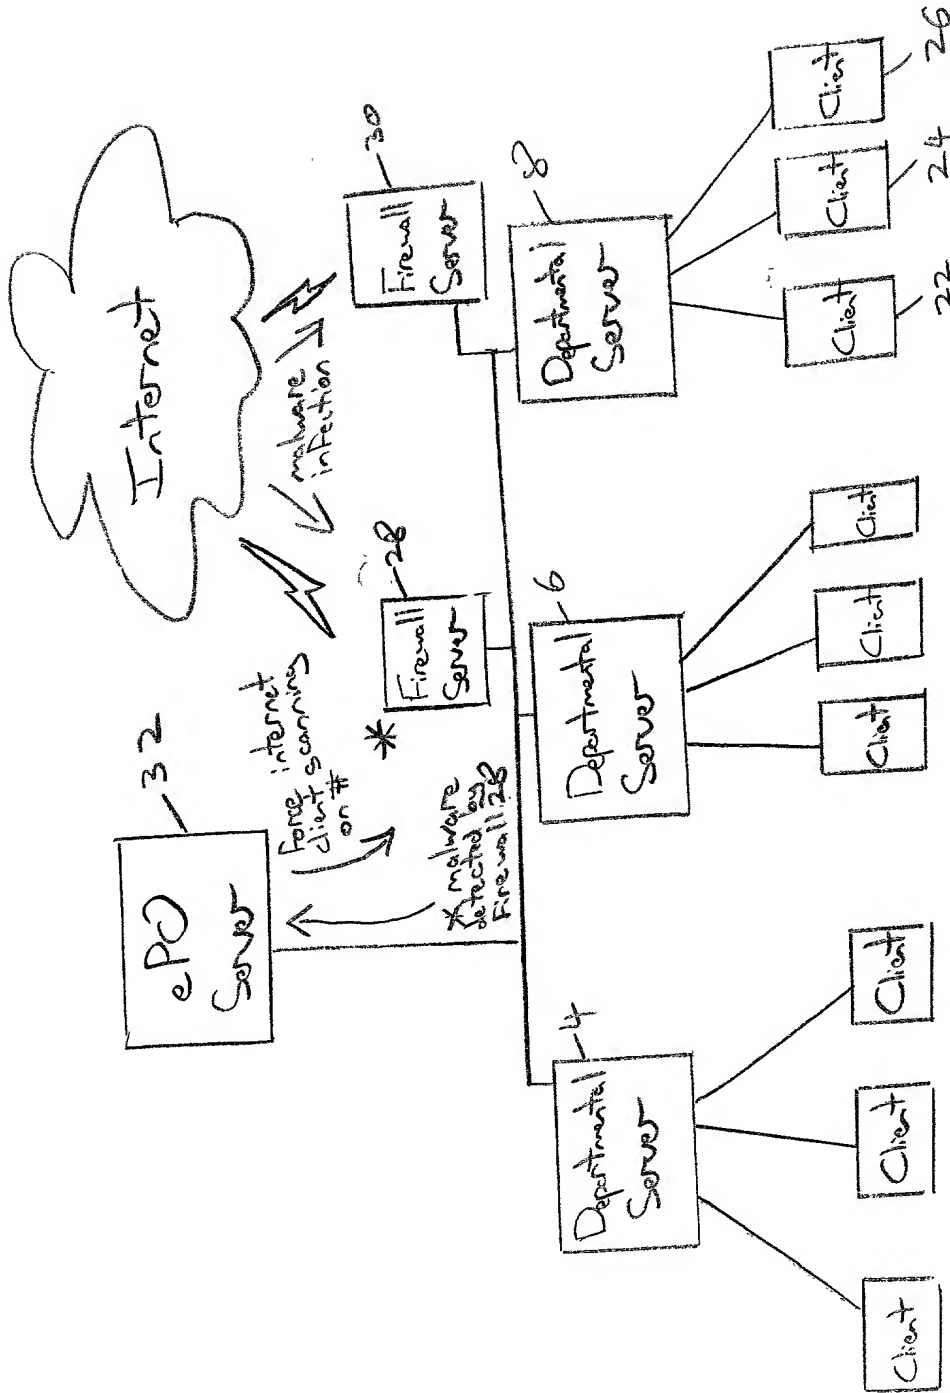 Internet
malware
infection
ePO
Server
32
Force internet
client scanning
on #
* malware
detected by
Firewall 28
*
Firewall
Server
28
Firewall
Server
30
Departmental
Server
4
Departmental
Server
6
Departmental
Server
8
Client
Client
Client
Client
Client
Client
Client
Client
Client
22
24
26